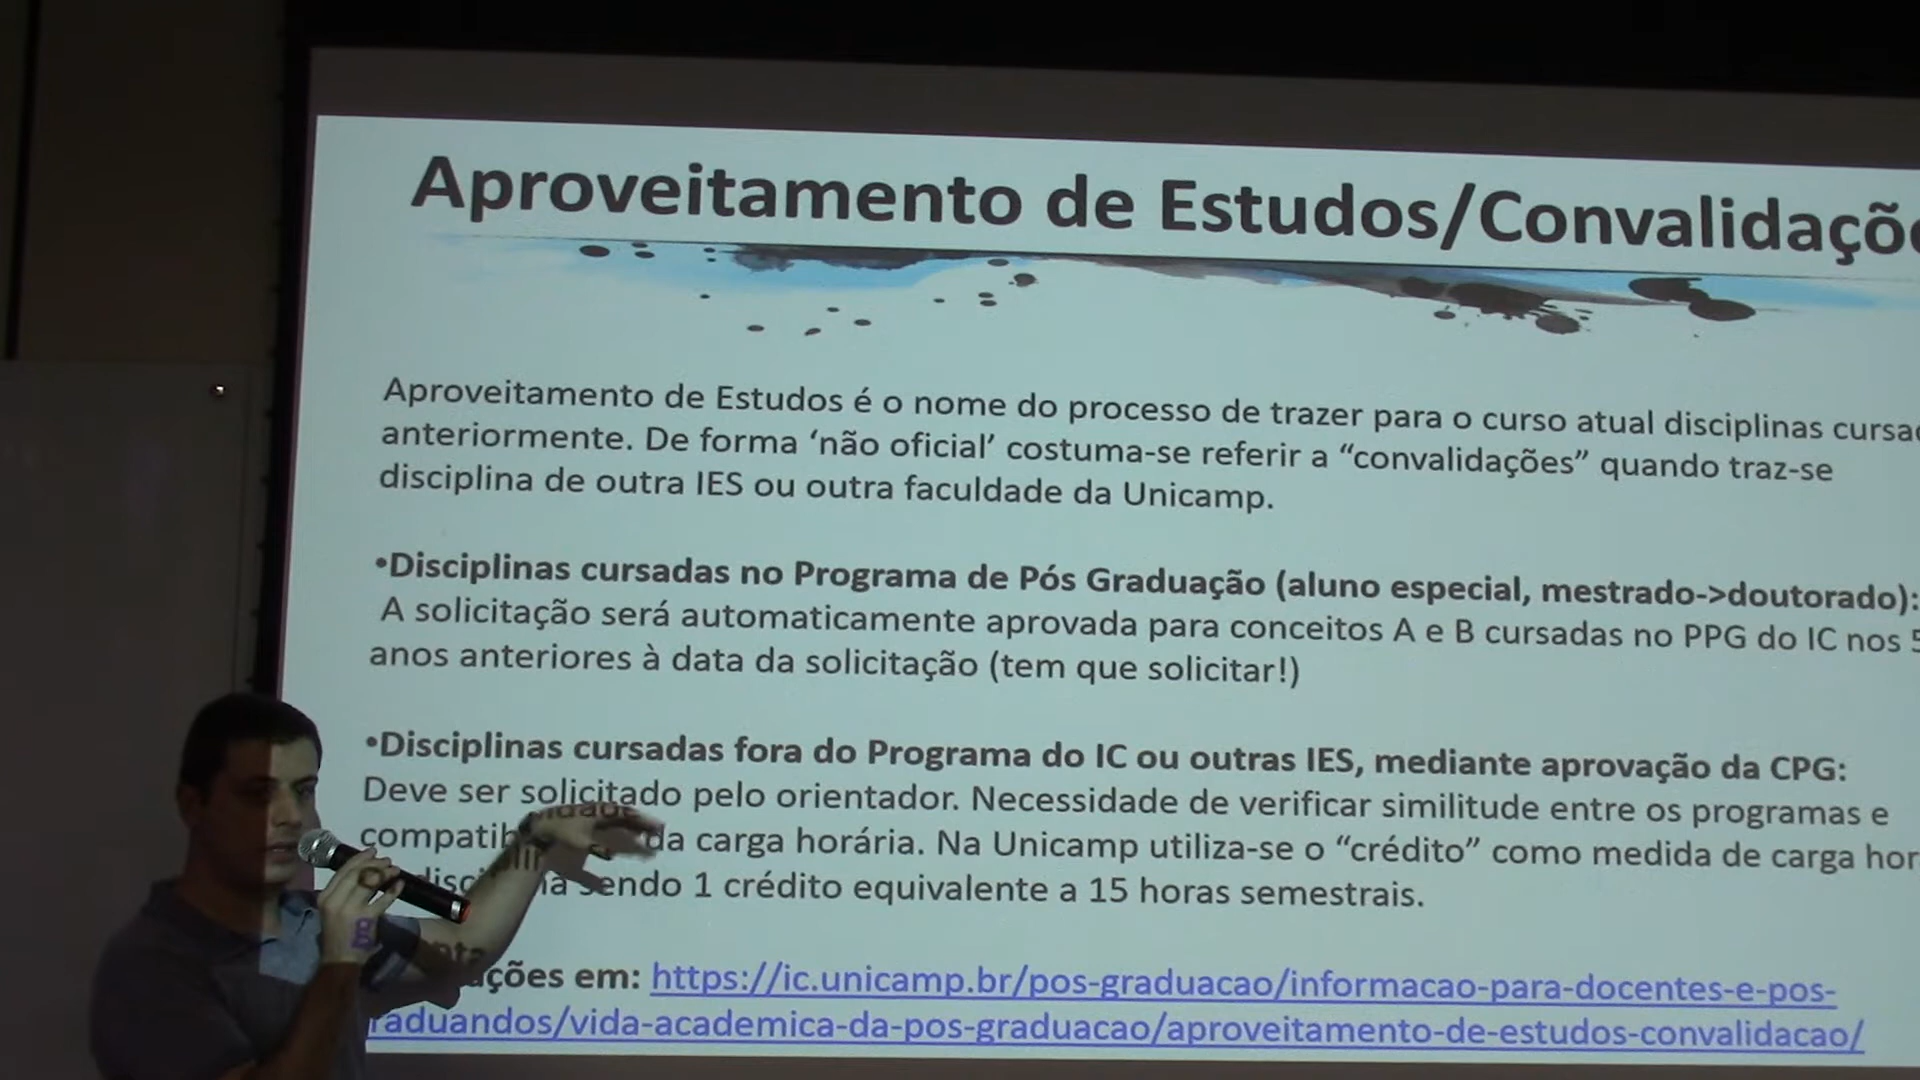 Aproveitamento de Estudos/Convalidaçõe
Aproveitamento de Estudos é o nome do processo de trazer para o curso atual disciplinas cursa
anteriormente. De forma ‘não oficial’ costuma-se referir a “convalidações” quando traz-se
disciplina de outra IES ou outra faculdade da Unicamp.
•Disciplinas cursadas no Programa de Pós Graduação (aluno especial, mestrado->doutorado):
A solicitação será automaticamente aprovada para conceitos A e B cursadas no PPG do IC nos 5
anos anteriores à data da solicitação (tem que solicitar!)
•Disciplinas cursadas fora do Programa do IC ou outras IES, mediante aprovação da CPG:
Deve ser solicitado pelo orientador. Necessidade de verificar similitude entre os programas e
da carga horária. Na Unicamp utiliza-se o “crédito” como medida de carga hor
sendo 1 crédito equivalente a 15 horas semestrais.
ções em: https://ic.unicamp.br/pos-graduacao/informacao-para-docentes-e-pos-
raduandos/vida-academica-da-pos-graduacao/aproveitamento-de-estudos-convalidacao/